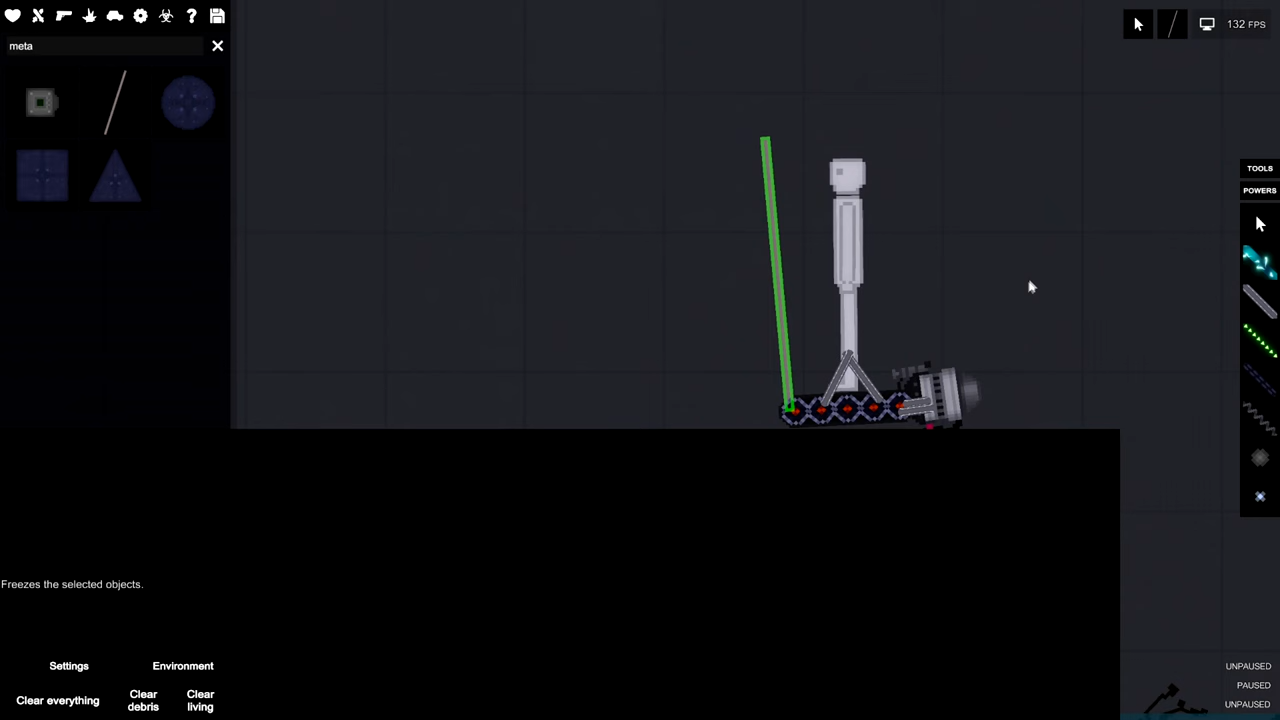 132 FPS
meta
TOOLS
POWERS
Freezes the selected objects.
Settings
Environment
Clear everything
Clear
debris
Clear
living
UNPAUSED
PAUSED
UNPAUSED